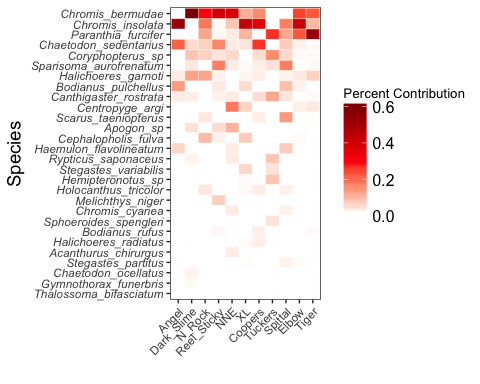 Species
Chromis_bermudae
Chromis_insolata
Paranthia_furcifer
Chaetodon_sedentarius
Coryphopterus_sp
Sparisoma_aurofrenatum
Halichoeres_garnoti
Bodianus_pulchellus
Canthigaster_rostrata
Centropyge_argi
Scarus_taeniopterus
Apogon_sp
Cephalopholis_fulva
Haemulon_flavolineatum
Rypticus_saponaceus
Stegastes_variabilis
Hemipteronotus_sp
Holocanthus_tricolor
Melichthys_niger
Chromis_cyanea
Sphoeroides_spengleri
Bodianus_rufus
Halichoeres_radiatus
Acanthurus_chirurgus
Stegastes_partitus
Chaetodon_ocellatus
Gymnothorax_funerbris
Thalossoma_bifasciatum
Angel
Dark_Slime
N_Rock
Reef_Sticky
NNE
XL
Coopers
Tuckers
Spittal
Elbow
Tiger
Percent Contribution
0.6
0.4
0.2
0.0